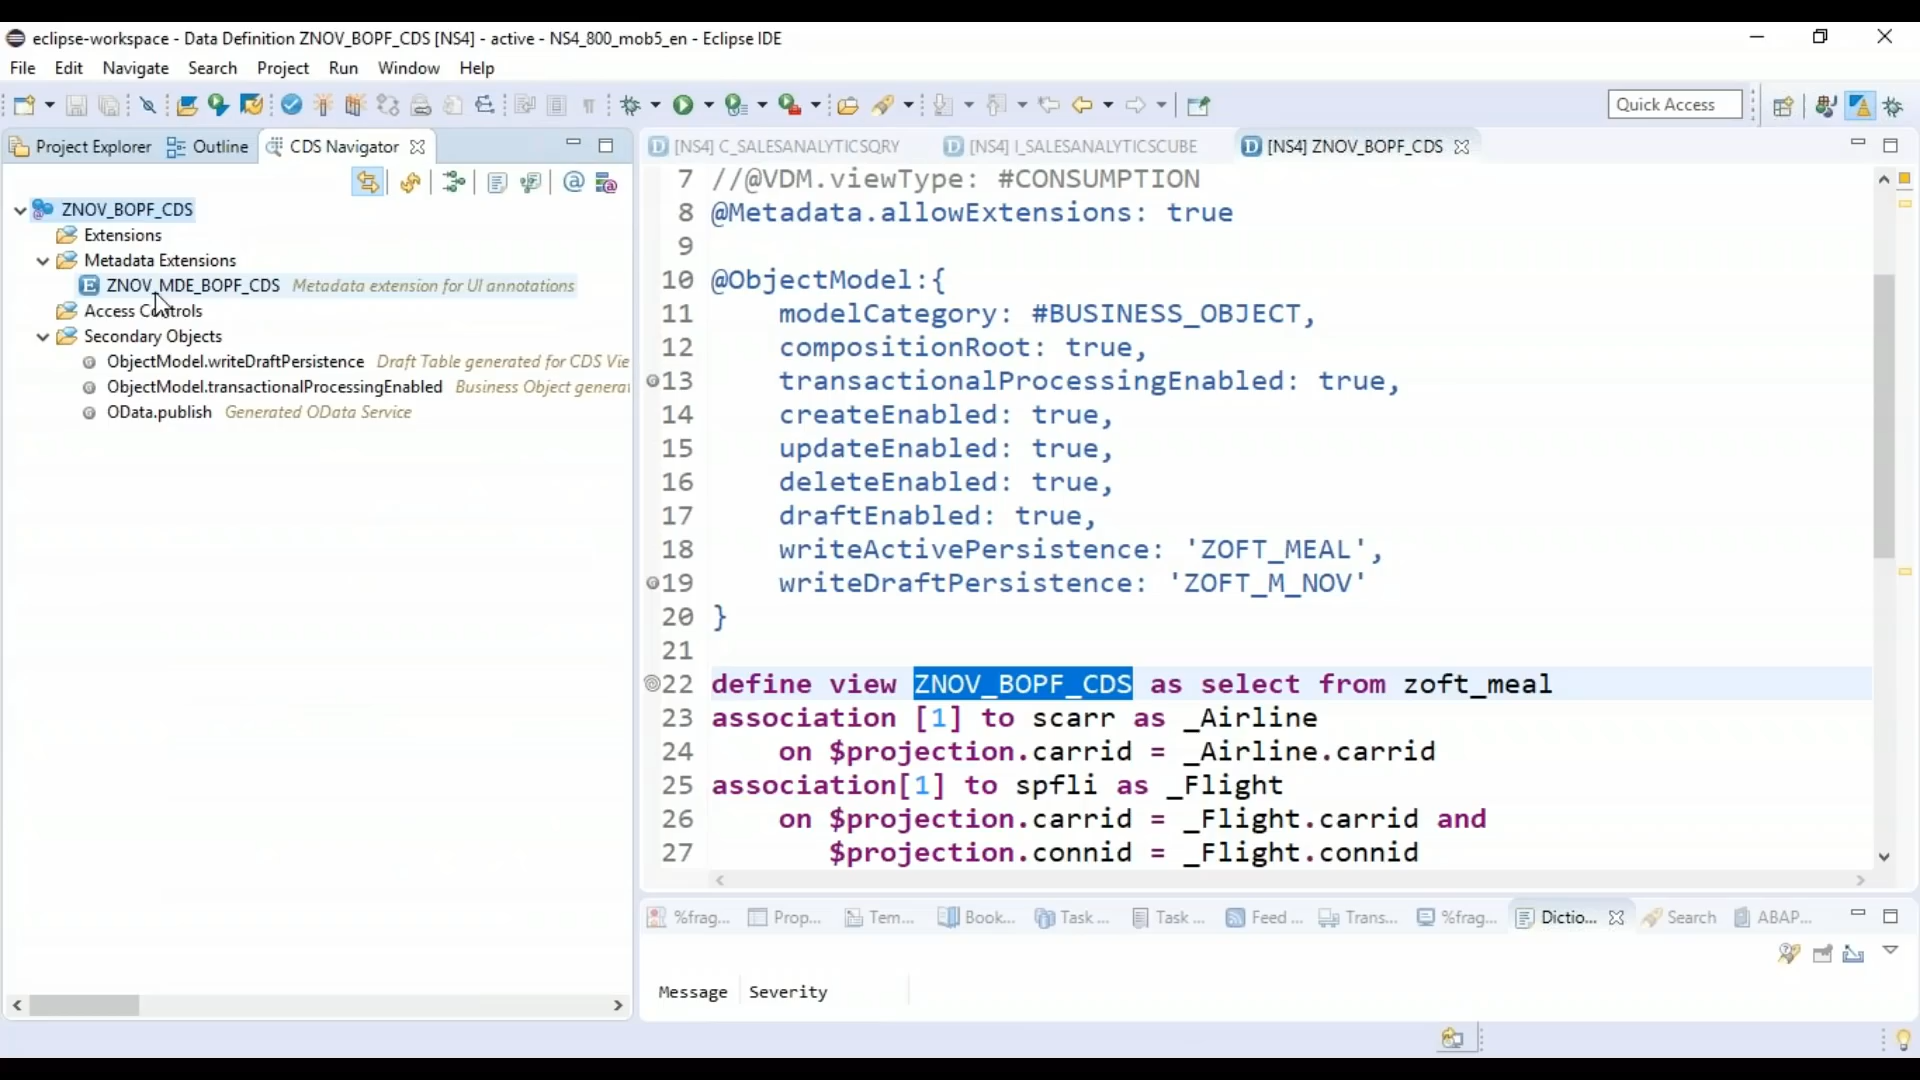 eclipse-workspace - Data Definition ZNOV_BOPF_CDS [NS4] - active - NS4_800_mob5_en - Eclipse IDE
File Edit Navigate Search Project Run Window Help
Quick Access
Project Explorer Outline CDS Navigator
ZNOV_BOPF_CDS
Extensions
Metadata Extensions
ZNOV_MDE_BOPF_CDS Metadata extension for UI annotations
Access Controls
Secondary Objects
ObjectModel.writeDraftPersistence Draft Table generated for CDS Vie
ObjectModel.transactionalProcessingEnabled Business Object genera
OData.publish Generated OData Service
[NS4] C_SALESANALYTICSQRY [NS4] I_SALESANALYTICSCUBE [NS4] ZNOV_BOPF_CDS
7 //@VDM.viewType: #CONSUMPTION
8 @Metadata.allowExtensions: true
9
10 @ObjectModel:{
11 modelCategory: #BUSINESS_OBJECT,
12 compositionRoot: true,
13 transactionalProcessingEnabled: true,
14 createEnabled: true,
15 updateEnabled: true,
16 deleteEnabled: true,
17 draftEnabled: true,
18 writeActivePersistence: 'ZOFT_MEAL',
19 writeDraftPersistence: 'ZOFT_M_NOV'
20 }
21
22 define view ZNOV_BOPF_CDS as select from zoft_meal
23 association [1] to scarr as _Airline
24 on $projection.carrid = _Airline.carrid
25 association[1] to spfli as _Flight
26 on $projection.carrid = _Flight.carrid and
27 $projection.connid = _Flight.connid
%frag... Prop... Tem... Book... Task ... Task ... Feed ... Trans... %frag... Dictio... Search ABAP...
Message Severity